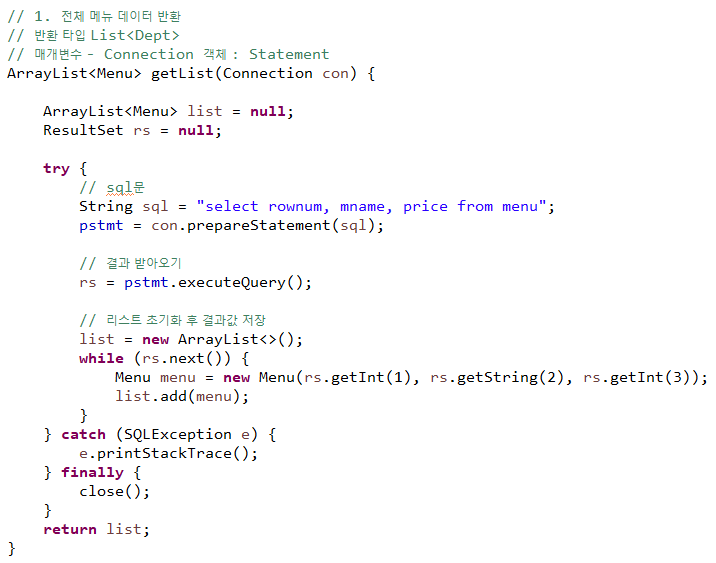 // 1. 전체 메뉴 데이터 반환
// 반환 타입 List<Dept>
// 매개변수 - Connection 객체 : Statement
ArrayList<Menu> getList(Connection con) {
ArrayList<Menu> list = null;
ResultSet rs = null;
try {
// sql문
String sql = "select rownum, mname, price from menu";
pstmt = con.prepareStatement(sql);
// 결과 받아오기
rs = pstmt.executeQuery();
// 리스트 초기화 후 결과값 저장
list = new ArrayList<>();
while (rs.next()) {
Menu menu = new Menu(rs.getInt(1), rs.getString(2), rs.getInt(3));
list.add(menu);
}
} catch (SQLException e) {
e.printStackTrace();
} finally {
close();
}
return list;
}